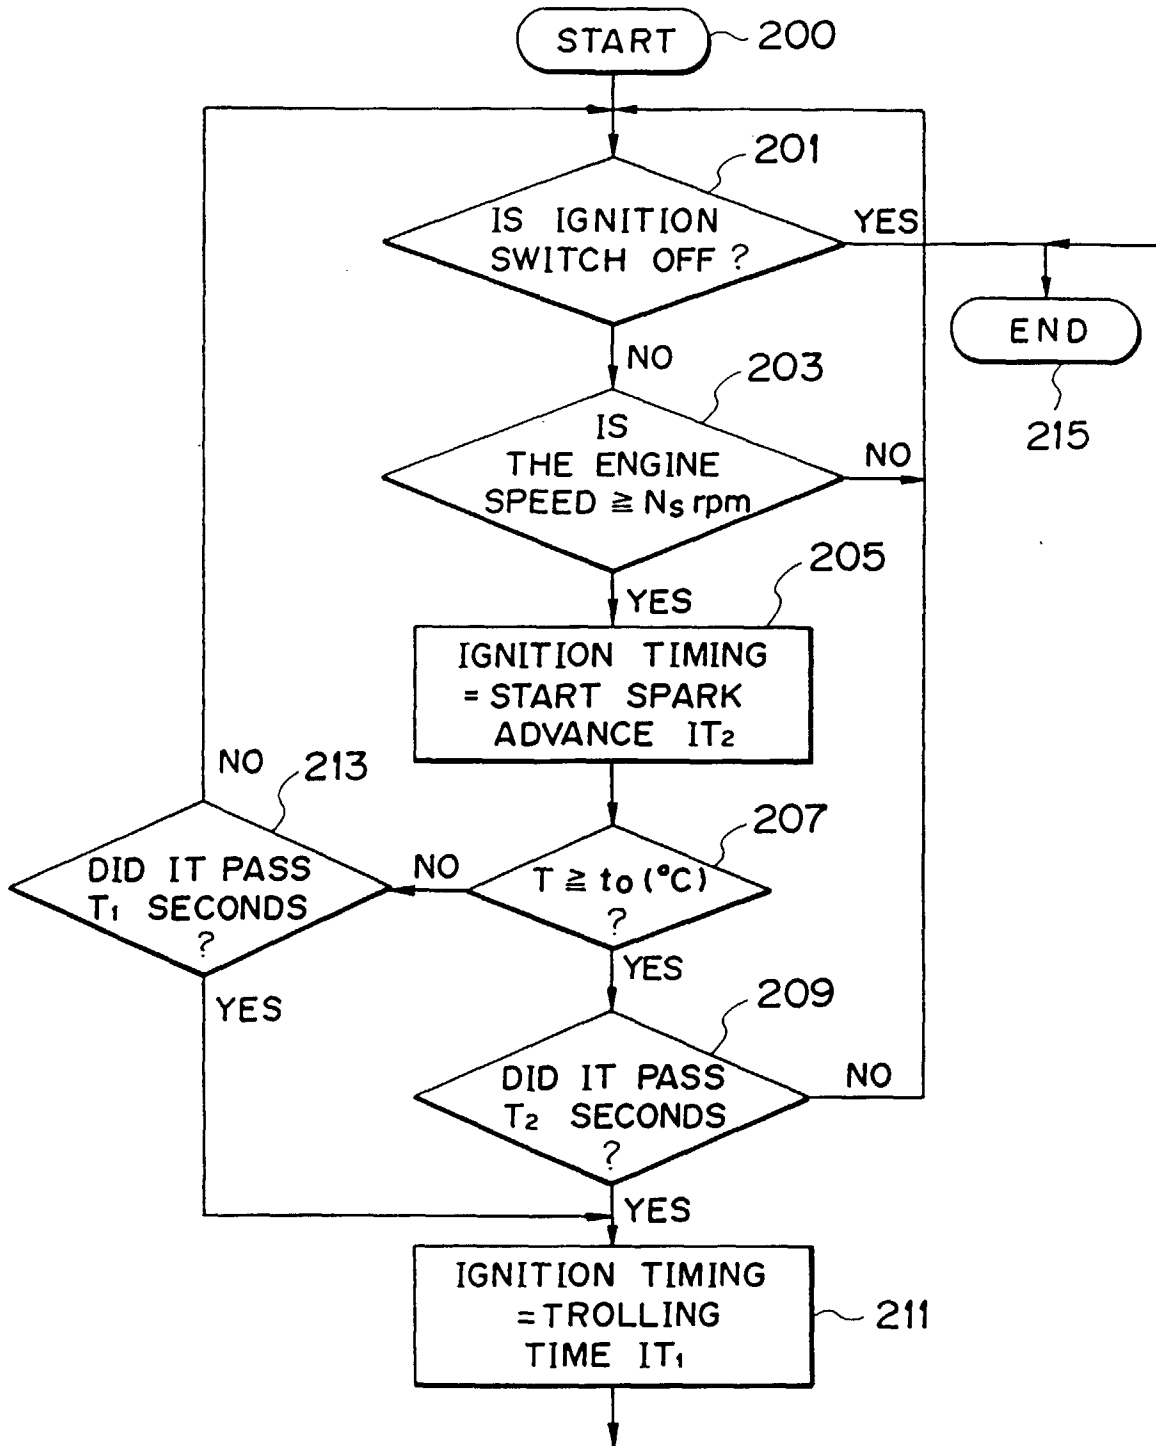 START
200
201
IS IGNITION
SWITCH OFF ?
YES
END
215
NO
203
IS
THE ENGINE
SPEED ≧ Ns rpm
NO
YES
205
IGNITION TIMING
= START SPARK
ADVANCE IT2
NO
213
DID IT PASS
T1 SECONDS
?
NO
207
T ≧ to (°C)
?
YES
YES
209
DID IT PASS
T2 SECONDS
?
NO
YES
IGNITION TIMING
= TROLLING
TIME IT1
211